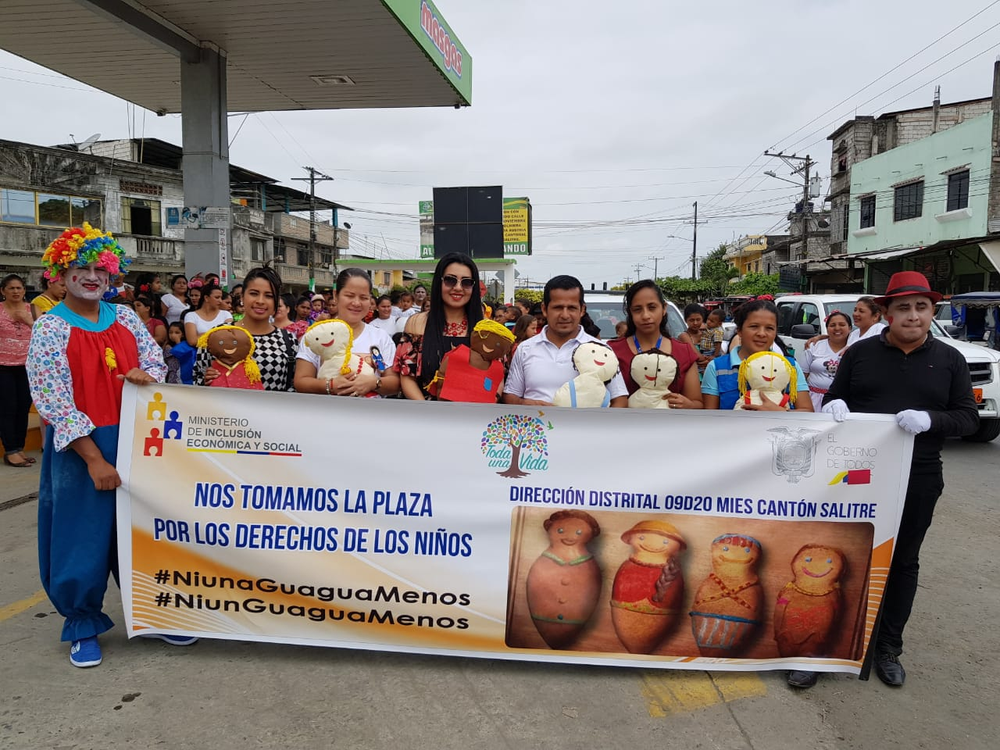 masgas
MINISTERIO
DE INCLUSIÓN
ECONÓMICA Y SOCIAL
Toda
una Vida
EL
GOBIERNO
DE TODOS
NOS TOMAMOS LA PLAZA
POR LOS DERECHOS DE LOS NIÑOS
#NiunaGuaguaMenos
#NiunGuaguaMenos
DIRECCIÓN DISTRITAL 09D20 MIES CANTÓN SALITRE